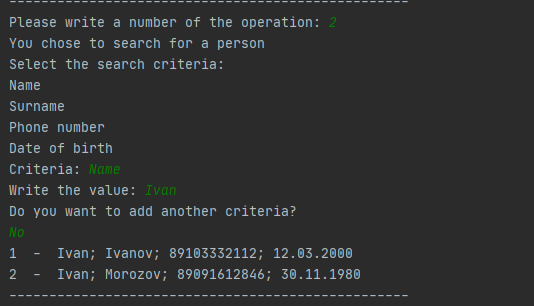 --------------------------------------------------
Please write a number of the operation: 2
You chose to search for a person
Select the search criteria:
Name
Surname
Phone number
Date of birth
Criteria: Name
Write the value: Ivan
Do you want to add another criteria?
No
1  -  Ivan; Ivanov; 89103332112; 12.03.2000
2  -  Ivan; Morozov; 89091612846; 30.11.1980
--------------------------------------------------